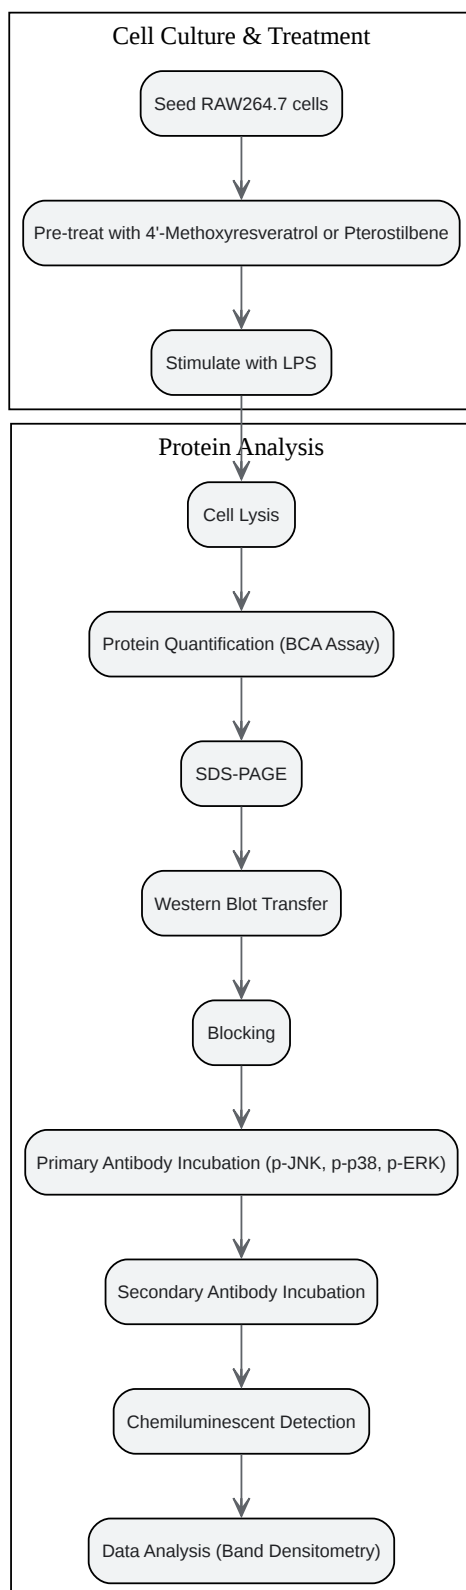 Cell Culture & Treatment
Seed RAW264.7 cells
Pre-treat with 4'-Methoxyresveratrol or Pterostilbene
Stimulate with LPS
Protein Analysis
Cell Lysis
Protein Quantification (BCA Assay)
SDS-PAGE
Western Blot Transfer
Blocking
Primary Antibody Incubation (p-JNK, p-p38, p-ERK)
Secondary Antibody Incubation
Chemiluminescent Detection
Data Analysis (Band Densitometry)